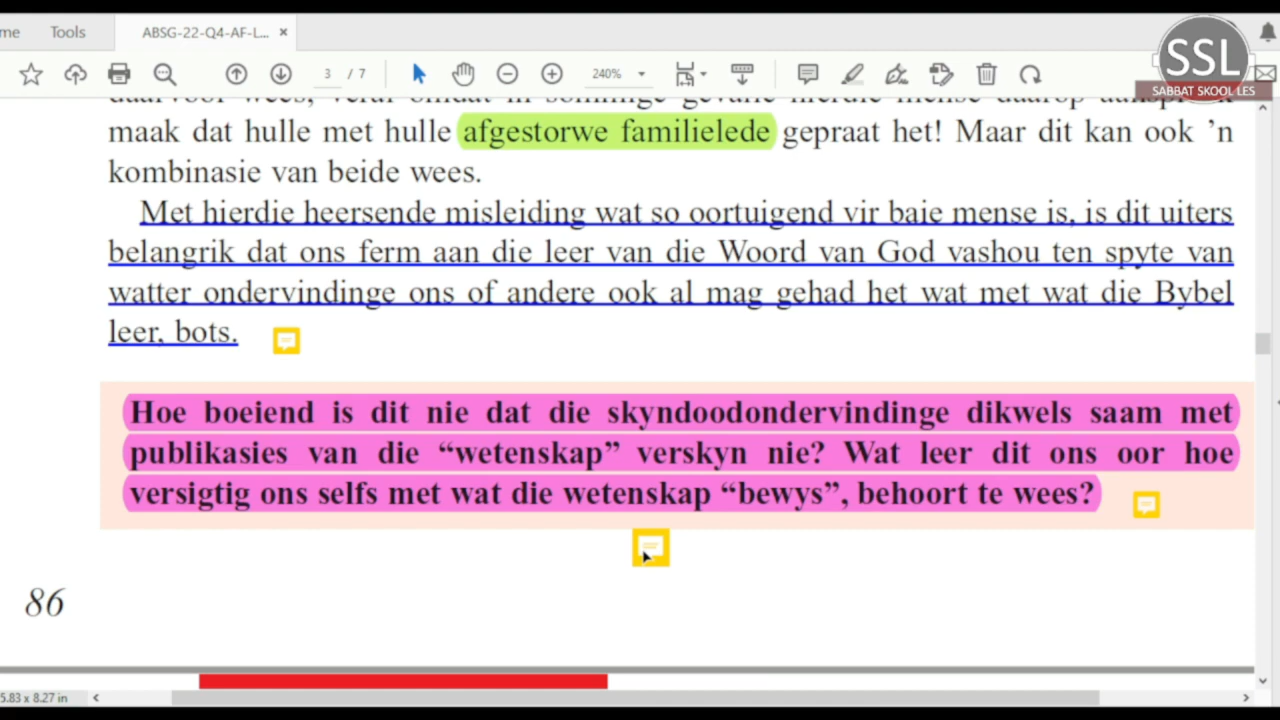 me Tools ABSG-22-Q4-AF-L... ×
SSL
SABBAT SKOOL LES
3 / 7 240%
maak dat hulle met hulle afgestorwe familielede gepraat het! Maar dit kan ook ’n
kombinasie van beide wees.
Met hierdie heersende misleiding wat so oortuigend vir baie mense is, is dit uiters
belangrik dat ons ferm aan die leer van die Woord van God vashou ten spyte van
watter ondervindinge ons of andere ook al mag gehad het wat met wat die Bybel
leer, bots.
Hoe boeiend is dit nie dat die skyndoodondervindinge dikwels saam met
publikasies van die “wetenskap” verskyn nie? Wat leer dit ons oor hoe
versigtig ons selfs met wat die wetenskap “bewys”, behoort te wees?
86
5.83 x 8.27 in